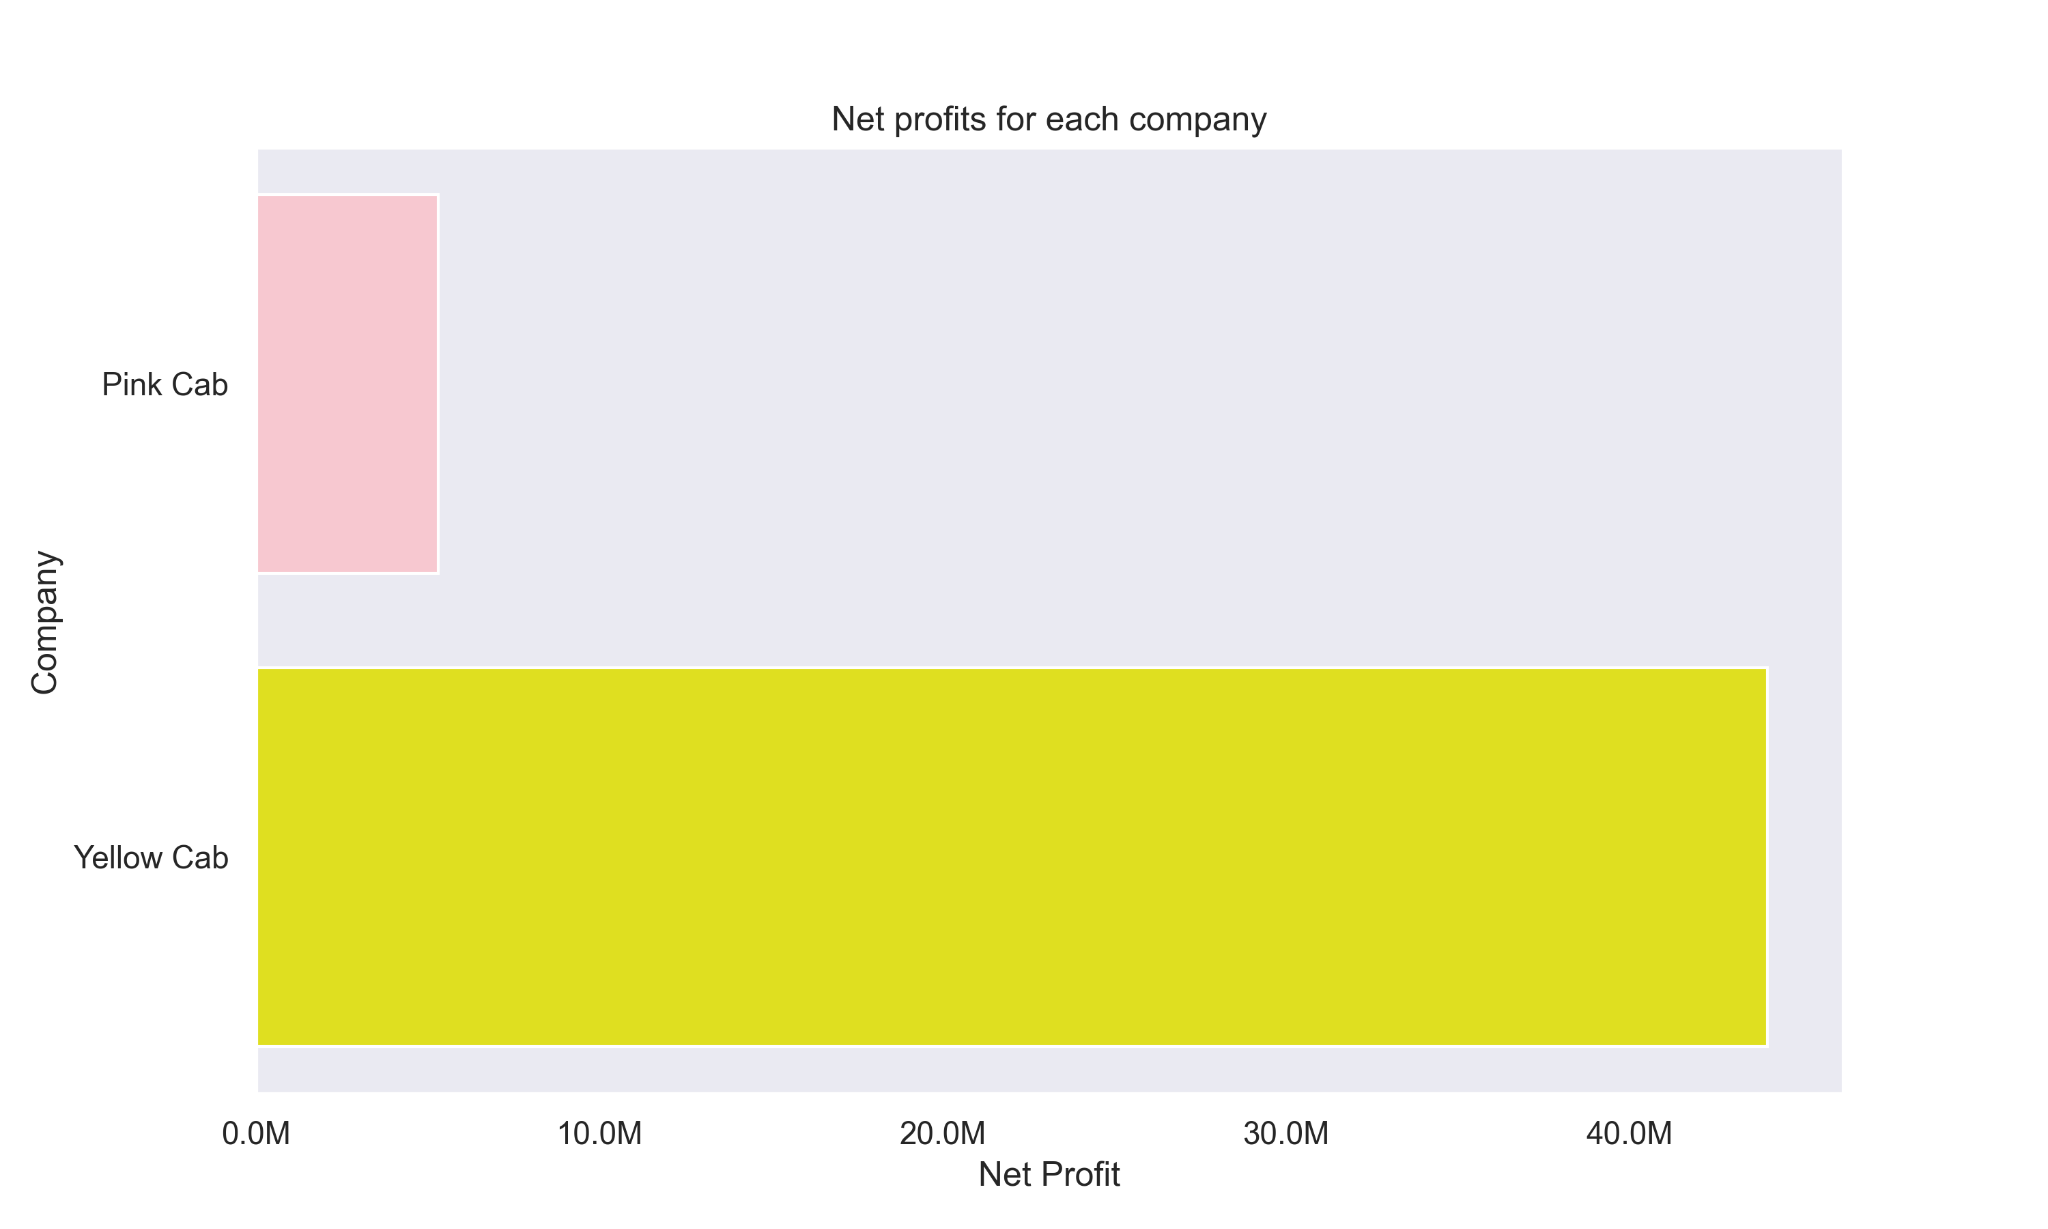 Net profits for each company
Pink Cab
Company
Yellow Cab
0.0M 10.0M 20.0M 30.0M 40.0M
Net Profit